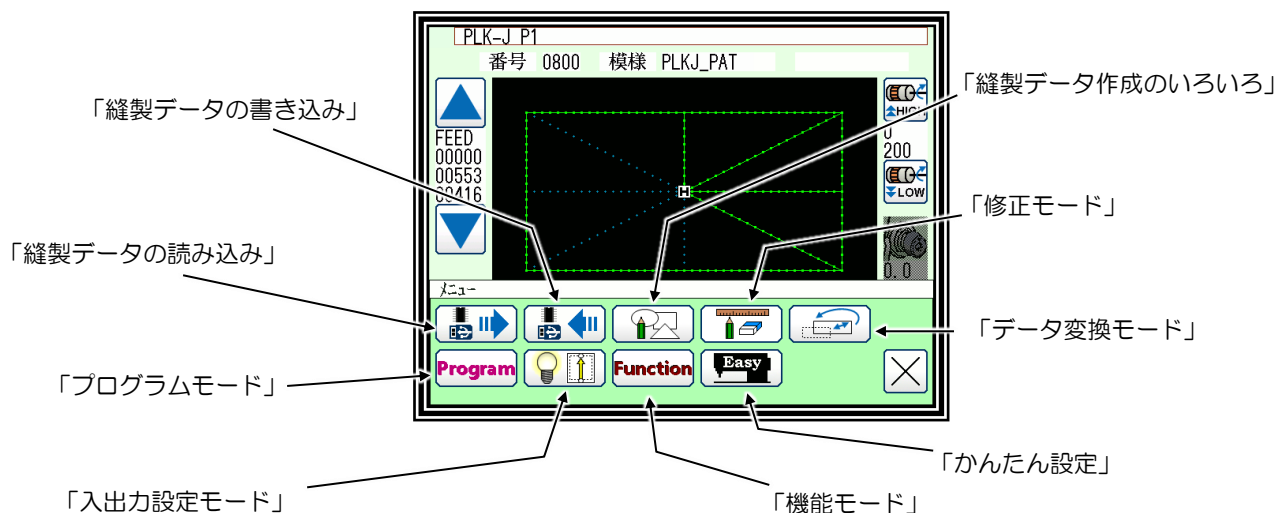 PLK-J P1
番号 0800 模様 PLKJ_PAT
「縫製データ作成のいろいろ」
「縫製データの書き込み」
HIGH
FEED
00000
00553
00416
0
200
LOW
「修正モード」
「縫製データの読み込み」
0.0
メニュー
「データ変換モード」
「プログラムモード」
Program
Function
Easy
「かんたん設定」
「入出力設定モード」
「機能モード」